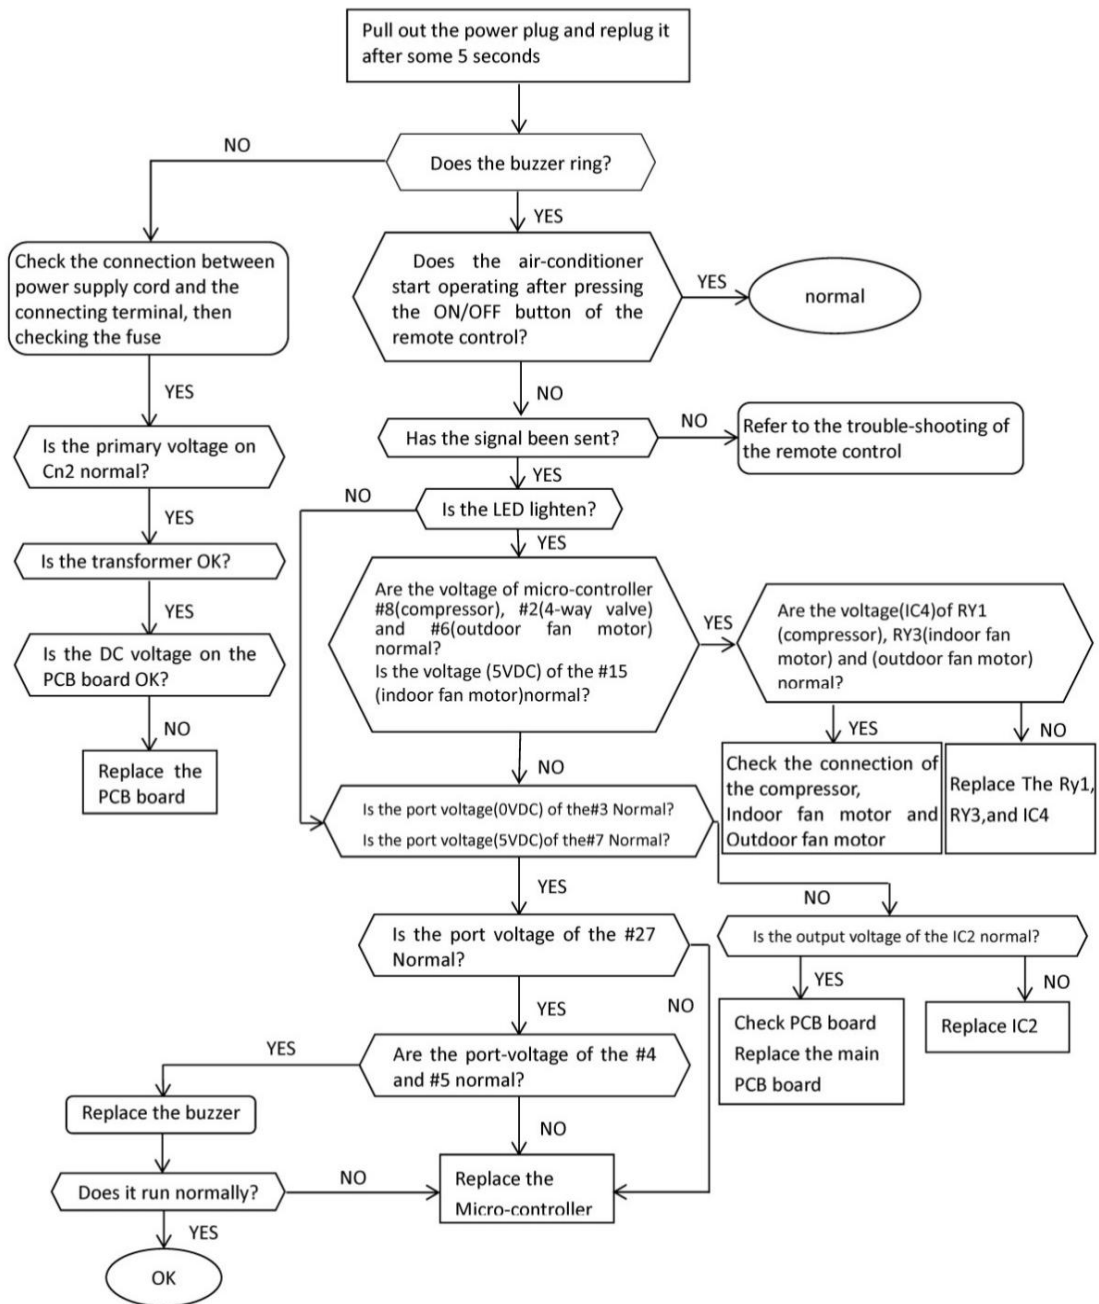 Pull out the power plug and replug it
after some 5 seconds
NO
Does the buzzer ring?
YES
Check the connection between
power supply cord and the
connecting terminal, then
checking the fuse
Does the air-conditioner
start operating after pressing
the ON/OFF button of the
remote control?
YES
normal
YES
NO
Is the primary voltage on
Cn2 normal?
Has the signal been sent?
NO
Refer to the trouble-shooting of
the remote control
YES
YES
NO
Is the LED lighten?
YES
Is the transformer OK?
YES
Is the DC voltage on the
PCB board OK?
NO
Replace the
PCB board
Are the voltage of micro-controller
#8(compressor), #2(4-way valve)
and #6(outdoor fan motor)
normal?
Is the voltage (5VDC) of the #15
(indoor fan motor)normal?
YES
Are the voltage(IC4)of RY1
(compressor), RY3(indoor fan
motor) and (outdoor fan motor)
normal?
YES
NO
Check the connection of
the compressor,
Indoor fan motor and
Outdoor fan motor
Replace The Ry1,
RY3,and IC4
NO
Is the port voltage(0VDC) of the#3 Normal?
Is the port voltage(5VDC)of the#7 Normal?
YES
NO
Is the port voltage of the #27
Normal?
Is the output voltage of the IC2 normal?
YES
NO
YES
NO
Check PCB board
Replace the main
PCB board
Replace IC2
YES
Are the port-voltage of the #4
and #5 normal?
Replace the buzzer
NO
Does it run normally?
NO
Replace the
Micro-controller
YES
OK